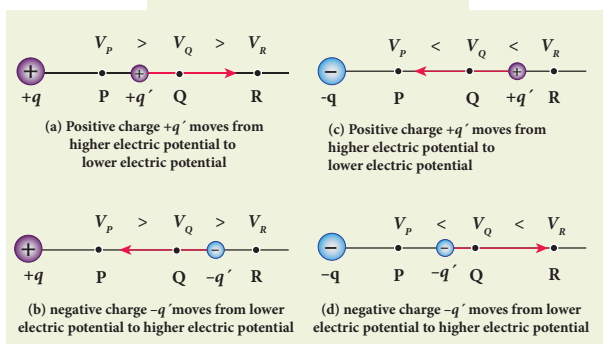 V_P > V_Q > V_R
+
+
+q P +q´ Q R
(a) Positive charge +q´ moves from
higher electric potential to
lower electric potential
V_P < V_Q < V_R
−
+
-q P Q +q´ R
(c) Positive charge +q´ moves from
higher electric potential to
lower electric potential
V_P > V_Q > V_R
+
−
+q P Q −q´ R
(b) negative charge –q´moves from lower
electric potential to higher electric potential
V_P < V_Q < V_R
−
−
-q P −q´ Q R
(d) negative charge –q´ moves from lower
electric potential to higher electric potential